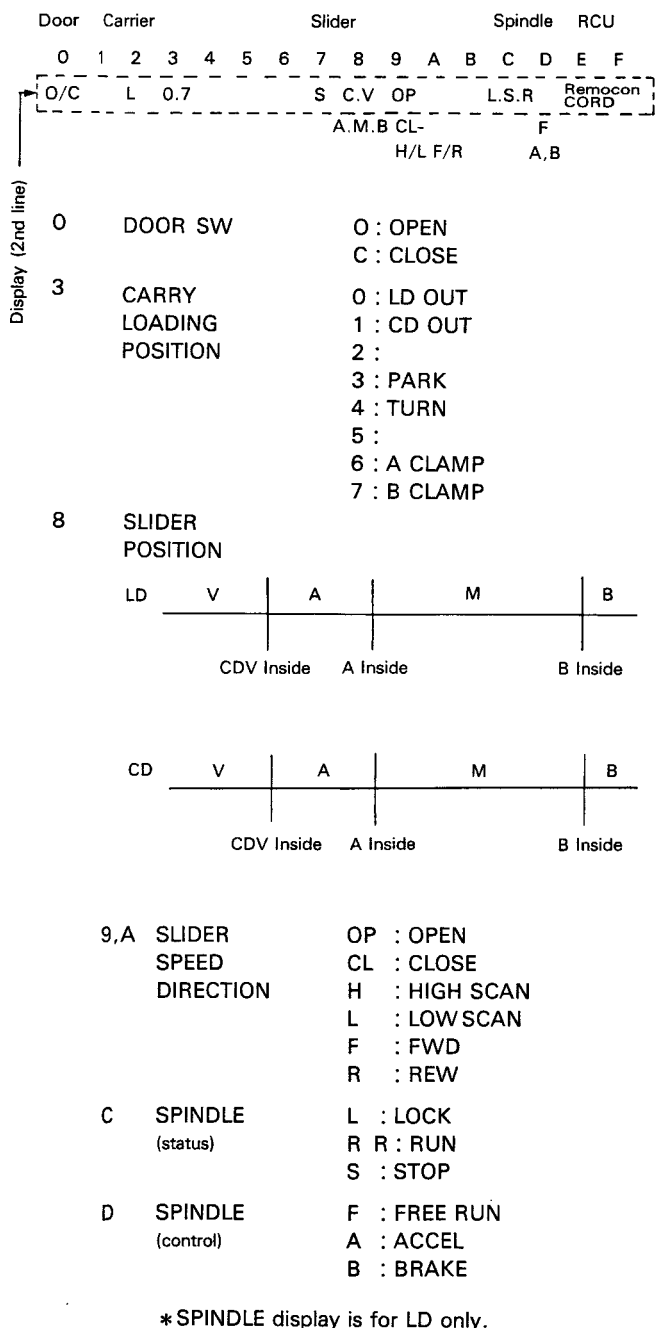 Door Carrier Slider Spindle RCU
0 1 2 3 4 5 6 7 8 9 A B C D E F
O/C L 0.7 S C.V OP L.S.R Remocon
CORD
A.M.B CL- F
H/L F/R A,B
Display (2nd line)
0 DOOR SW O : OPEN
C : CLOSE
3 CARRY 0 : LD OUT
LOADING 1 : CD OUT
POSITION 2 :
3 : PARK
4 : TURN
5 :
6 : A CLAMP
7 : B CLAMP
8 SLIDER
POSITION
LD V A M B
CDV Inside A Inside B Inside
CD V A M B
CDV Inside A Inside B Inside
9,A SLIDER OP : OPEN
SPEED CL : CLOSE
DIRECTION H : HIGH SCAN
L : LOW SCAN
F : FWD
R : REW
C SPINDLE L : LOCK
(status) R R : RUN
S : STOP
D SPINDLE F : FREE RUN
(control) A : ACCEL
B : BRAKE
* SPINDLE display is for LD only.